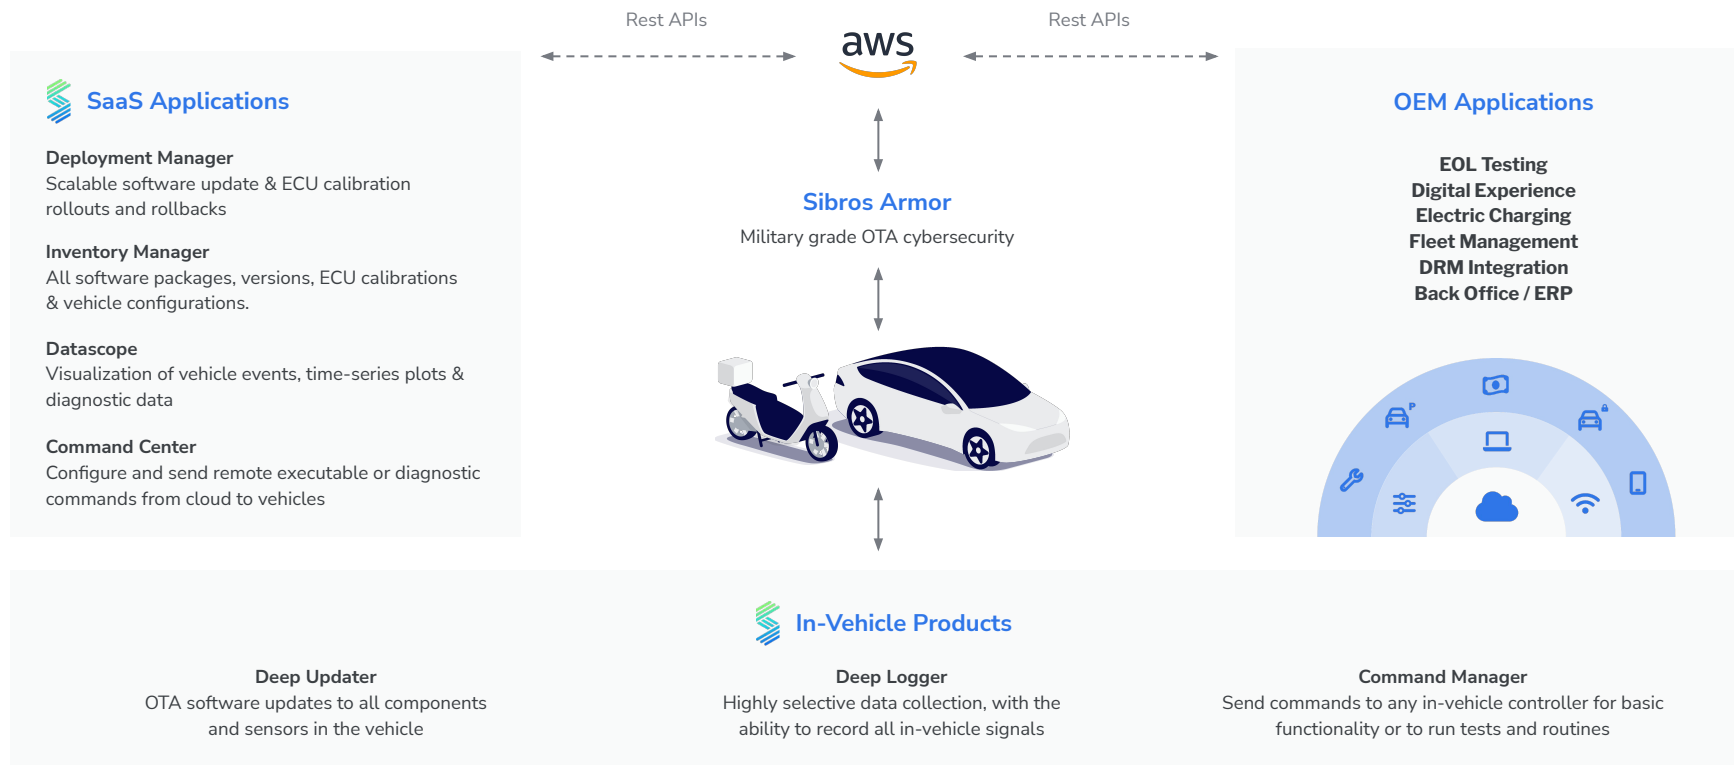 Rest APIs
aws
Rest APIs
SaaS Applications
Deployment Manager
Scalable software update & ECU calibration
rollouts and rollbacks
Inventory Manager
All software packages, versions, ECU calibrations
& vehicle configurations.
Datascope
Visualization of vehicle events, time-series plots &
diagnostic data
Command Center
Configure and send remote executable or diagnostic
commands from cloud to vehicles
Sibros Armor
Military grade OTA cybersecurity
OEM Applications
EOL Testing
Digital Experience
Electric Charging
Fleet Management
DRM Integration
Back Office / ERP
P
In-Vehicle Products
Deep Updater
OTA software updates to all components
and sensors in the vehicle
Deep Logger
Highly selective data collection, with the
ability to record all in-vehicle signals
Command Manager
Send commands to any in-vehicle controller for basic
functionality or to run tests and routines